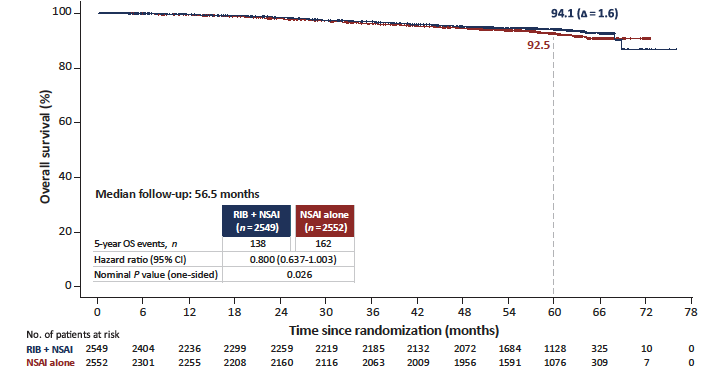 100
80
60
40
20
0
Overall survival (%)
94.1 (Δ = 1.6)
92.5
Median follow-up: 56.5 months
RIB + NSAI (n = 2549) NSAI alone (n = 2552)
5-year OS events, n 138 162
Hazard ratio (95% CI) 0.800 (0.637-1.003)
Nominal P value (one-sided) 0.026
0 6 12 18 24 30 36 42 48 54 60 66 72 78
Time since randomization (months)
No. of patients at risk
RIB + NSAI 2549 2404 2236 2299 2259 2219 2185 2132 2072 1684 1128 325 10 0
NSAI alone 2552 2301 2255 2208 2160 2116 2063 2009 1956 1591 1076 309 7 0